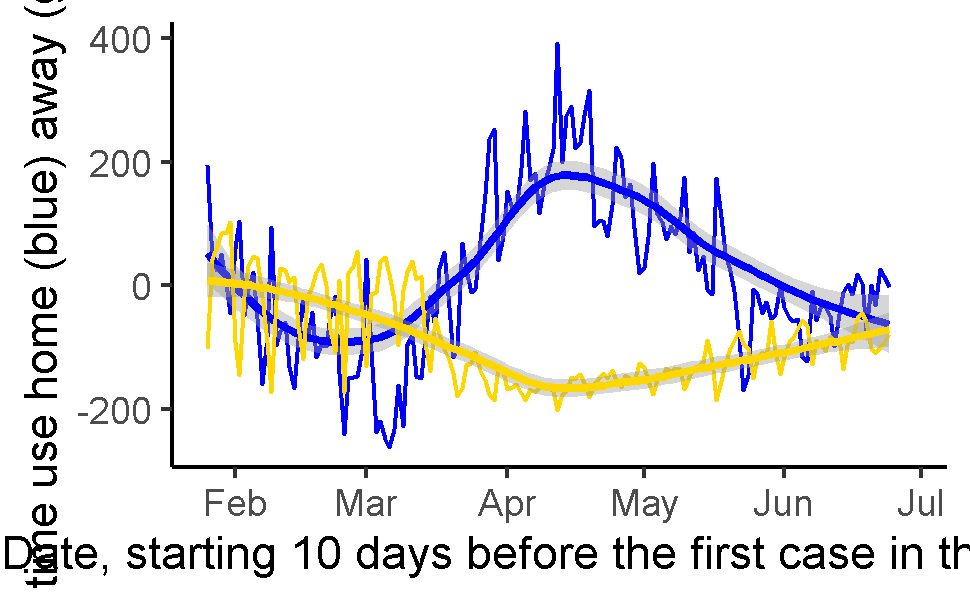 time use home (blue) away (
400
200
0
-200
Feb Mar Apr May Jun Jul
Date, starting 10 days before the first case in th